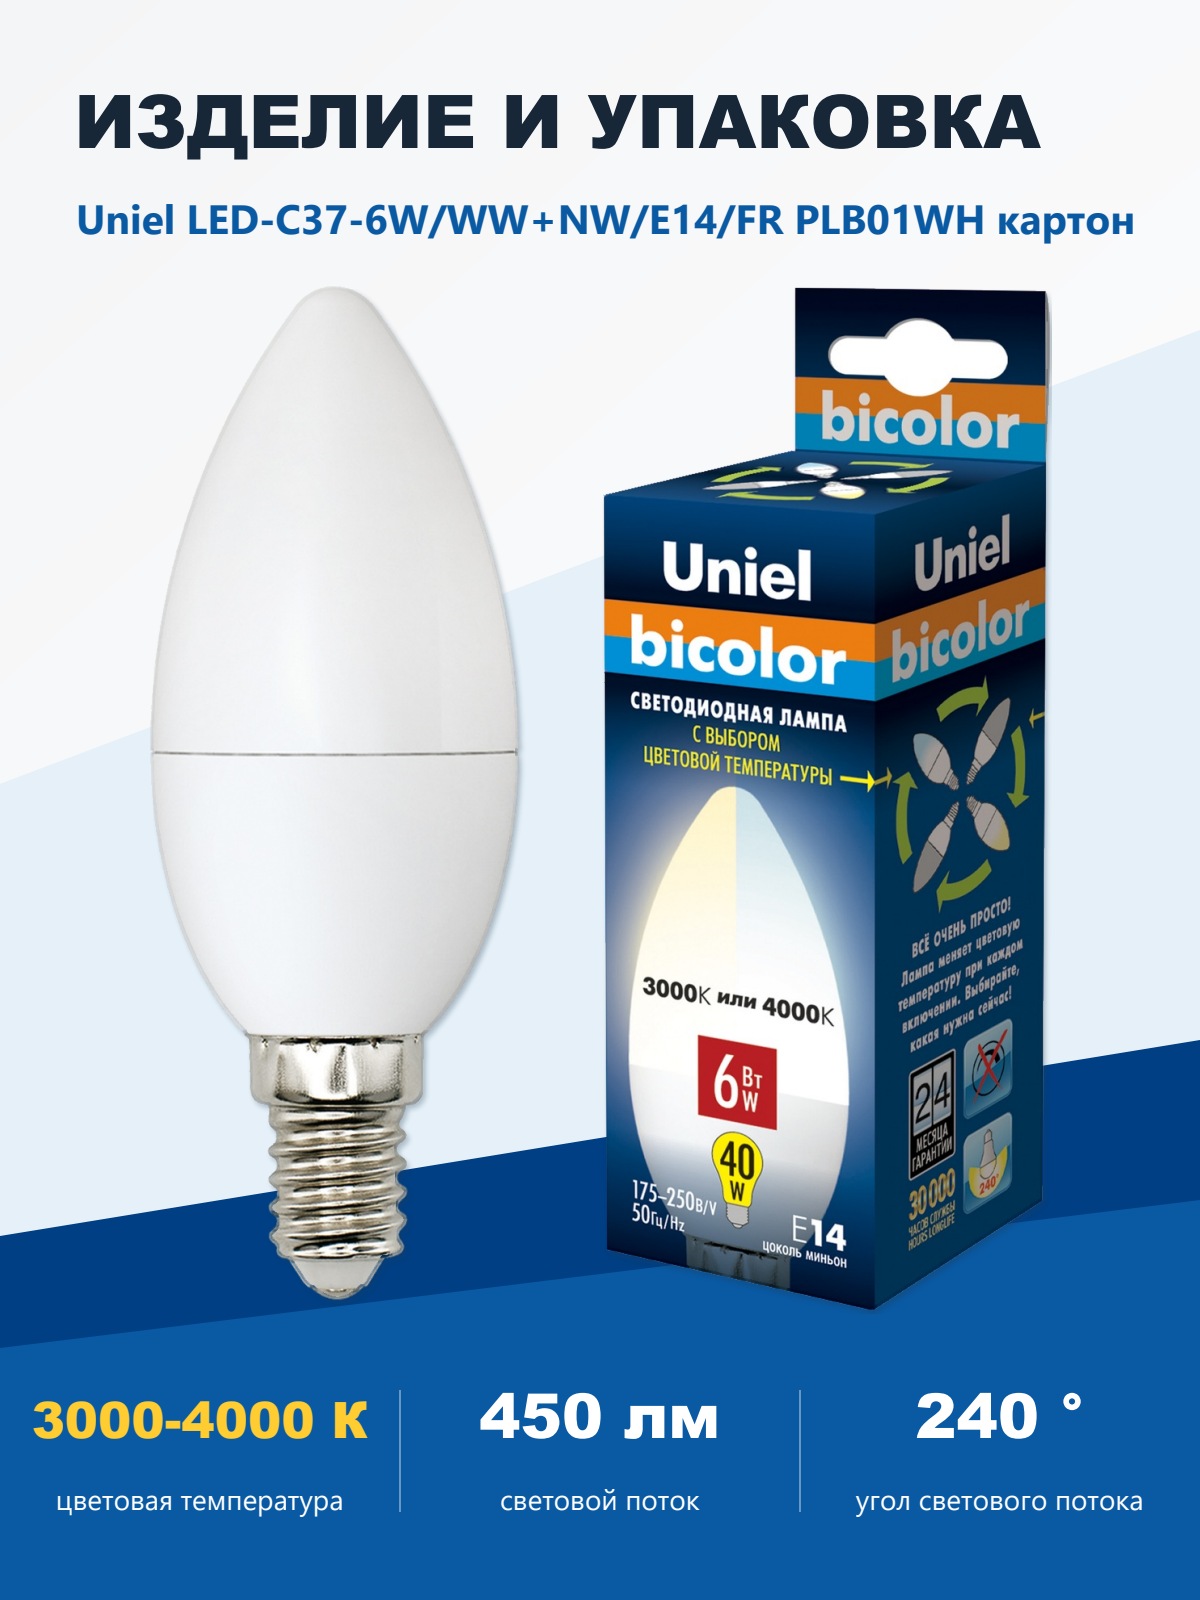 ИЗДЕЛИЕ И УПАКОВКА
Uniel LED-C37-6W/WW+NW/E14/FR PLB01WH картон
bicolor
Uniel
bicolor
СВЕТОДИОДНАЯ ЛАМПА
С ВЫБОРОМ
ЦВЕТОВОЙ ТЕМПЕРАТУРЫ
3000К или 4000К
6 Вт
W
40
W
175–250В/V
50Гц/Hz
E14
ЦОКОЛЬ МИНЬОН
Uniel
bicolor
ВСЁ ОЧЕНЬ ПРОСТО!
Лампа меняет цветовую
температуру при каждом
включении. Выбирайте,
какая нужна сейчас!
24
МЕСЯЦА
ГАРАНТИИ
240°
30 000
ЧАСОВ СЛУЖБЫ
HOURS LONGLIFE
3000-4000 К
цветовая температура
450 лм
световой поток
240 °
угол светового потока